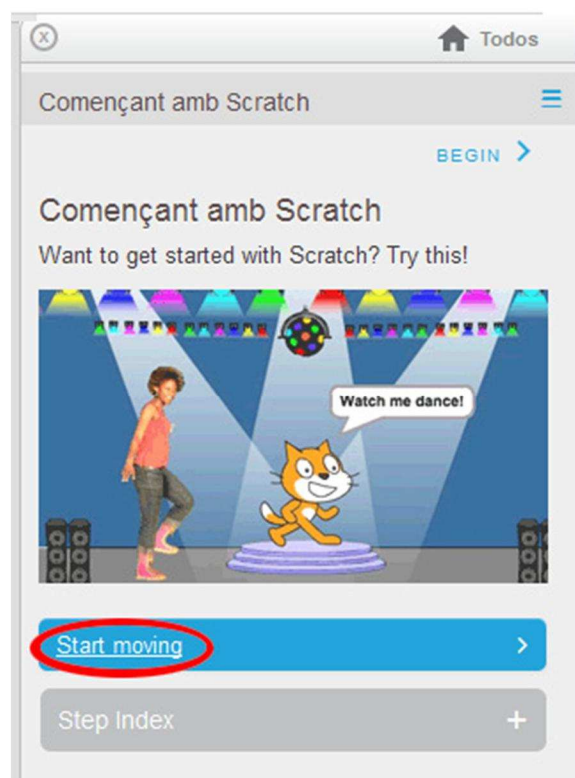 Todos
Començant amb Scratch
BEGIN
Començant amb Scratch
Want to get started with Scratch? Try this!
Watch me dance!
Start moving
Step Index